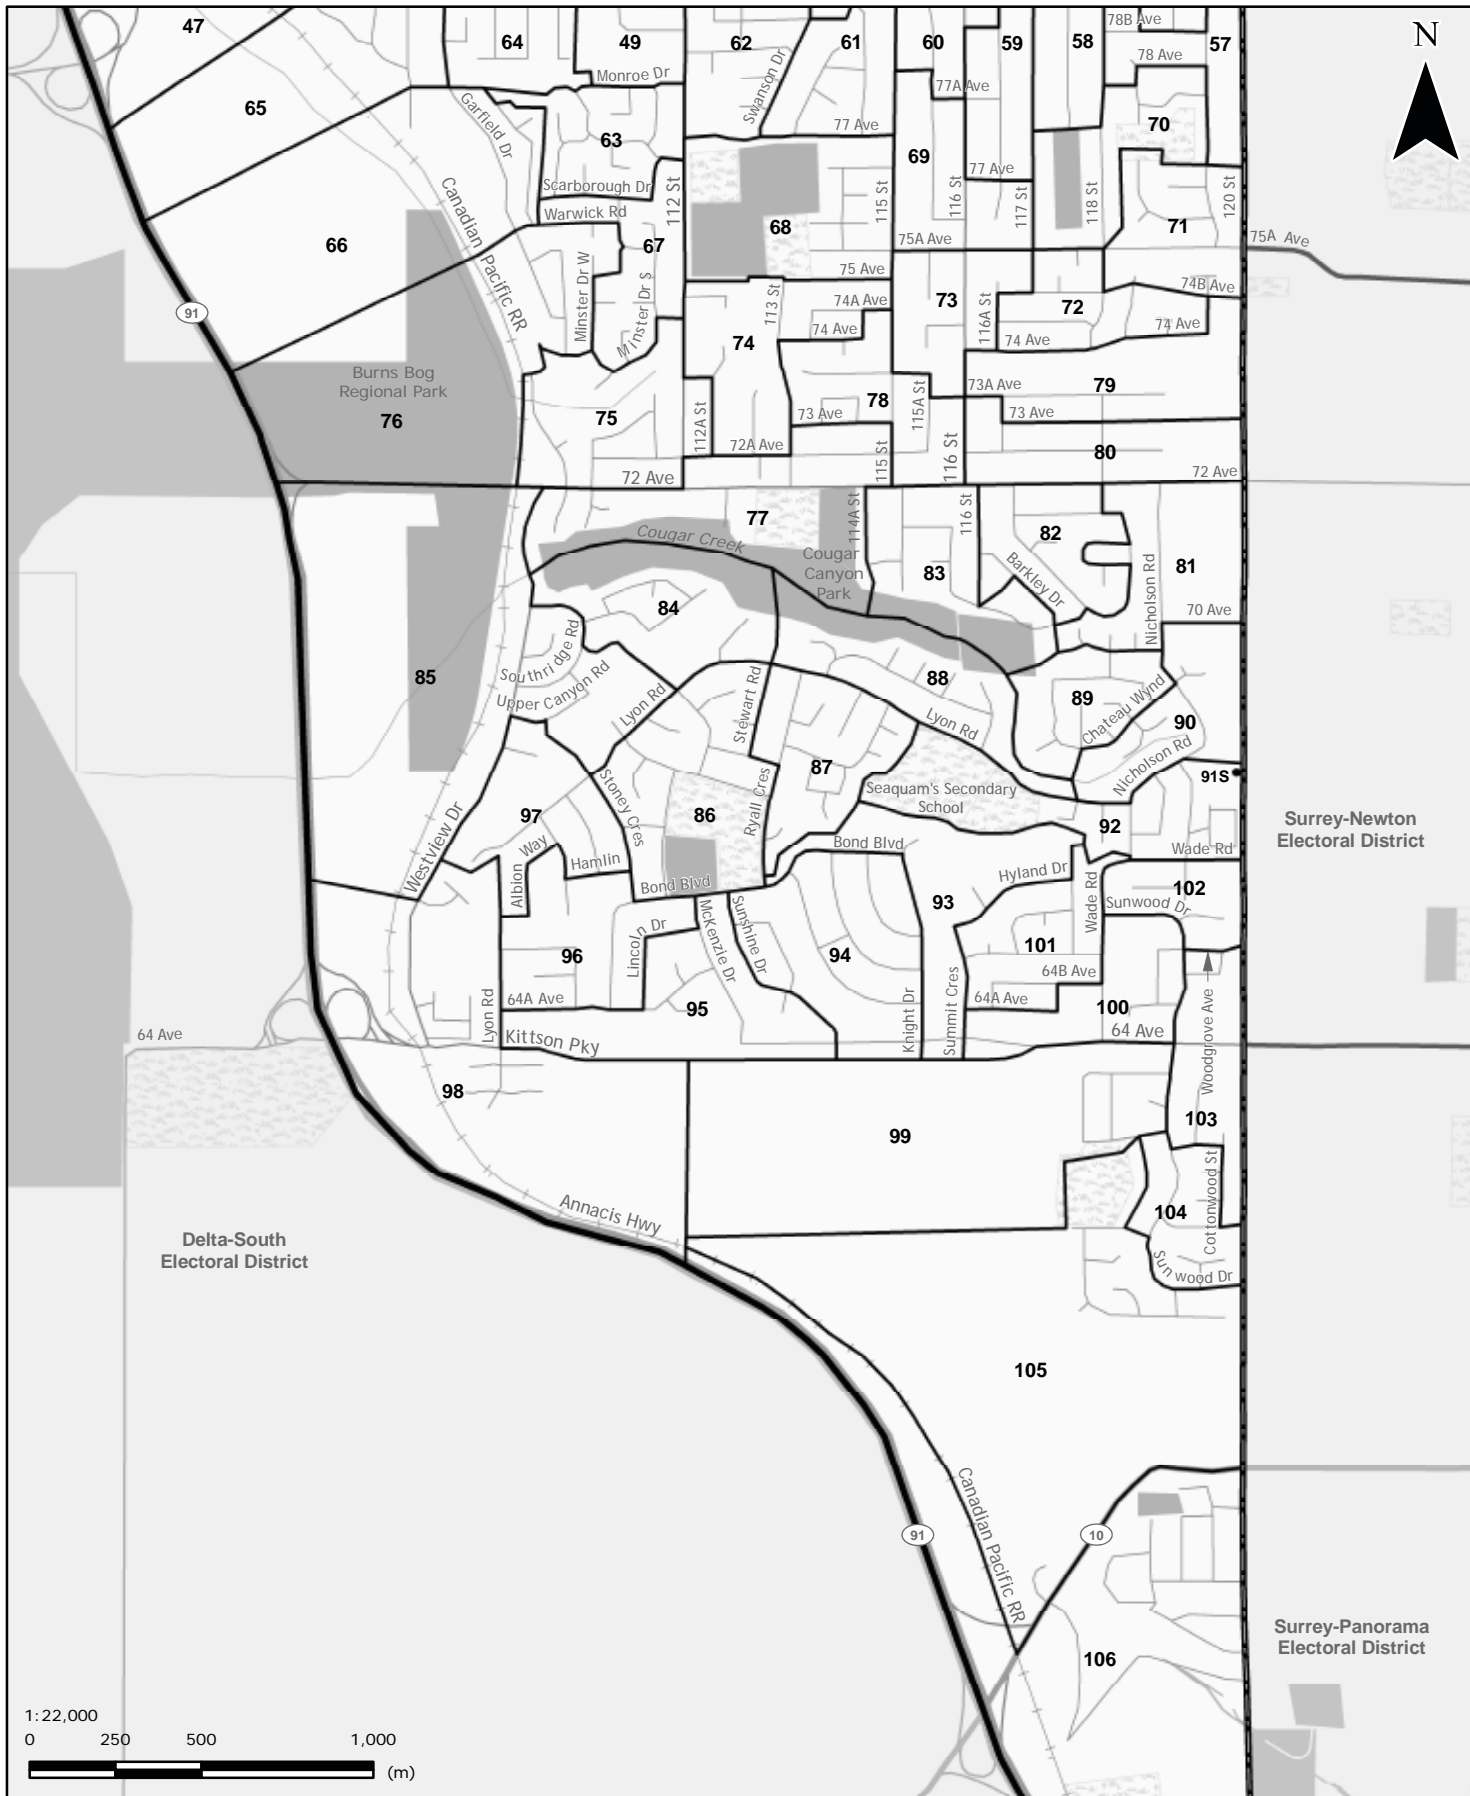 47
64
49
62
61
60
59
58
78B Ave
57
N
Monroe Dr
Swanson Dr
78 Ave
65
Garfield Dr
77A Ave
77 Ave
70
63
69
77 Ave
Scarborough Dr
112 St
115 St
116 St
117 St
118 St
120 St
Warwick Rd
Canadian Pacific RR
66
67
68
75A Ave
71
75A Ave
91
Minster Dr W
Minster Dr S
75 Ave
113 St
74A Ave
73
116A St
72
74B Ave
74 Ave
74
74 Ave
74 Ave
Burns Bog
Regional Park
76
75
112A St
78
73 Ave
115A St
73A Ave
79
73 Ave
72A Ave
115 St
116 St
80
72 Ave
72 Ave
77
Cougar Creek
114A St
116 St
82
Cougar
Canyon
Park
83
Barkley Dr
Nicholson Rd
81
84
70 Ave
Southridge Rd
85
Upper Canyon Rd
Lyon Rd
Stewart Rd
88
Lyon Rd
89
Chateau Wynd
90
Nicholson Rd
87
91S
Stoney Cres
86
Ryall Cres
Seaquam's Secondary
School
Surrey-Newton
Electoral District
97
Westview Dr
Albion
Way
Hamlin
92
Bond Blvd
Wade Rd
Bond Blvd
Hyland Dr
Wade Rd
102
Sunwood Dr
93
McKenzie Dr
Sunshine Dr
Lincoln Dr
96
94
101
64B Ave
64A Ave
Lyon Rd
95
Knight Dr
Summit Cres
64A Ave
100
64 Ave
Woodgrove Ave
64 Ave
Kittson Pky
98
99
103
Cottonwood St
104
Annacis Hwy
Sunwood Dr
Delta-South
Electoral District
105
Canadian Pacific RR
91
10
Surrey-Panorama
Electoral District
106
1:22,000
0 250 500 1,000
(m)